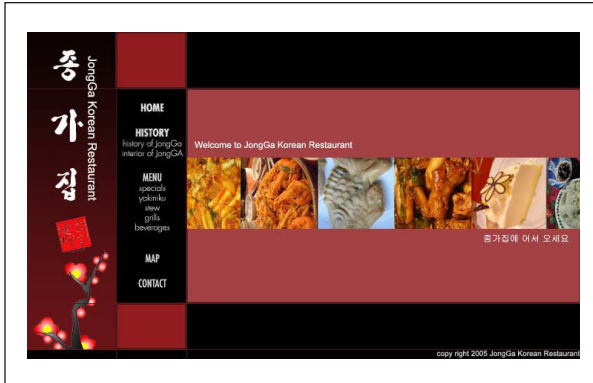 종가집
JongGa Korean Restaurant
HOME
HISTORY
history of JongGa
interior of JongGA
MENU
specials
yakiniku
stew
grills
beverages
MAP
CONTACT
Welcome to JongGa Korean Restaurant
종가집에 어서 오세요
copy right 2005 JongGa Korean Restaurant